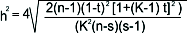 h² = 4√(2(n-1)(1-t)² [1+(K-1) t]²) / ((K²(n-s)(s-1))